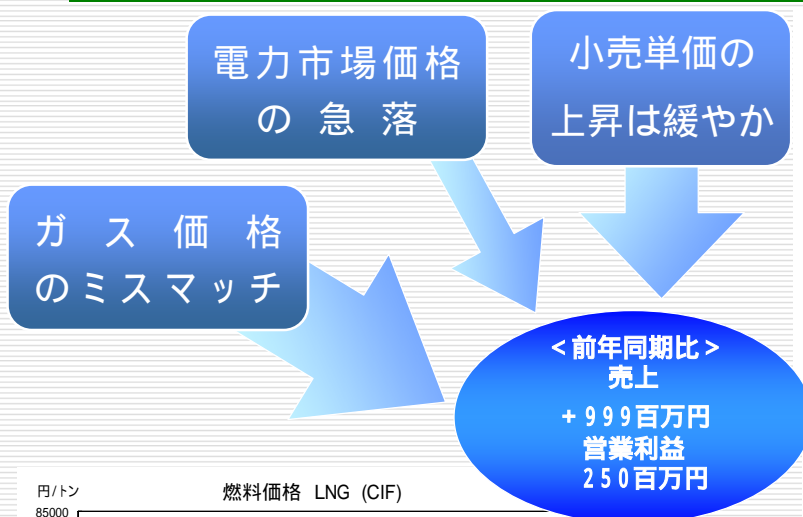 電力市場価格
の急落
小売単価の
上昇は緩やか
ガス価格
のミスマッチ
<前年同期比>
売上
+999百万円
営業利益
250百万円
円/トン
燃料価格 LNG (CIF)
85000